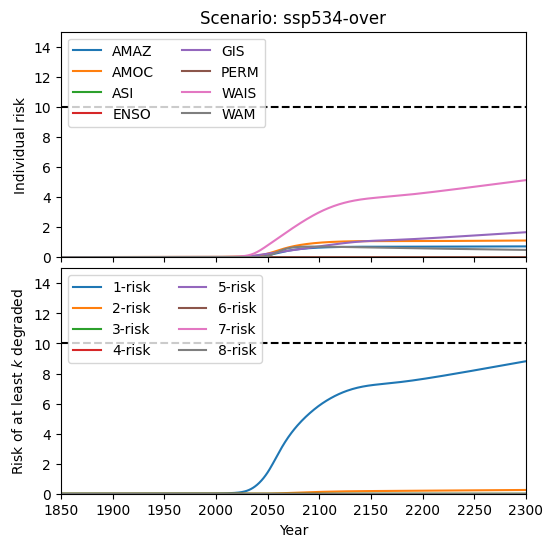 Scenario: ssp534-over
Individual risk
14
12
10
8
6
4
2
0
AMAZ
AMOC
ASI
ENSO
GIS
PERM
WAIS
WAM
Risk of at least k degraded
14
12
10
8
6
4
2
0
1-risk
2-risk
3-risk
4-risk
5-risk
6-risk
7-risk
8-risk
1850 1900 1950 2000 2050 2100 2150 2200 2250 2300
Year